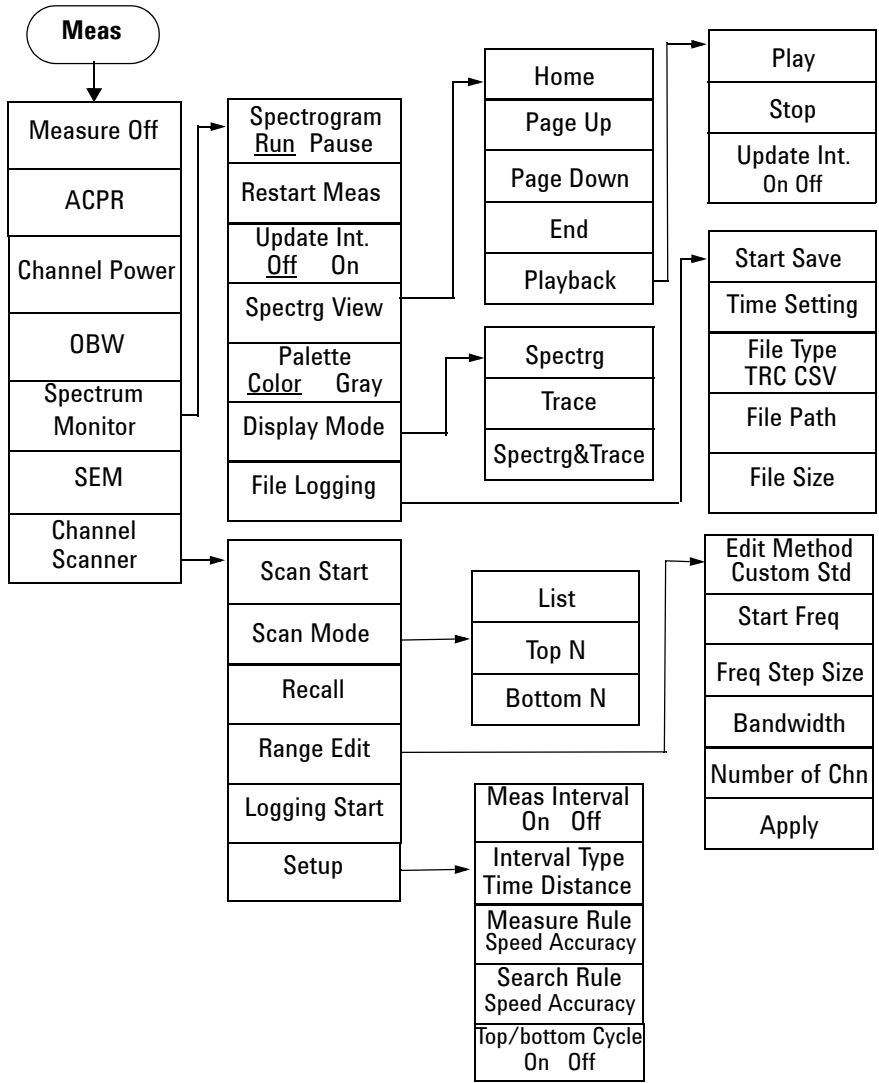 Meas
Measure Off
ACPR
Channel Power
OBW
Spectrum
Monitor
SEM
Channel
Scanner
Spectrogram
Run Pause
Restart Meas
Update Int.
Off On
Spectrg View
Palette
Color Gray
Display Mode
File Logging
Home
Page Up
Page Down
End
Playback
Play
Stop
Update Int.
On Off
Spectrg
Trace
Spectrg&Trace
Start Save
Time Setting
File Type
TRC CSV
File Path
File Size
Scan Start
Scan Mode
Recall
Range Edit
Logging Start
Setup
List
Top N
Bottom N
Edit Method
Custom Std
Start Freq
Freq Step Size
Bandwidth
Number of Chn
Apply
Meas Interval
On Off
Interval Type
Time Distance
Measure Rule
Speed Accuracy
Search Rule
Speed Accuracy
Top/bottom Cycle
On Off